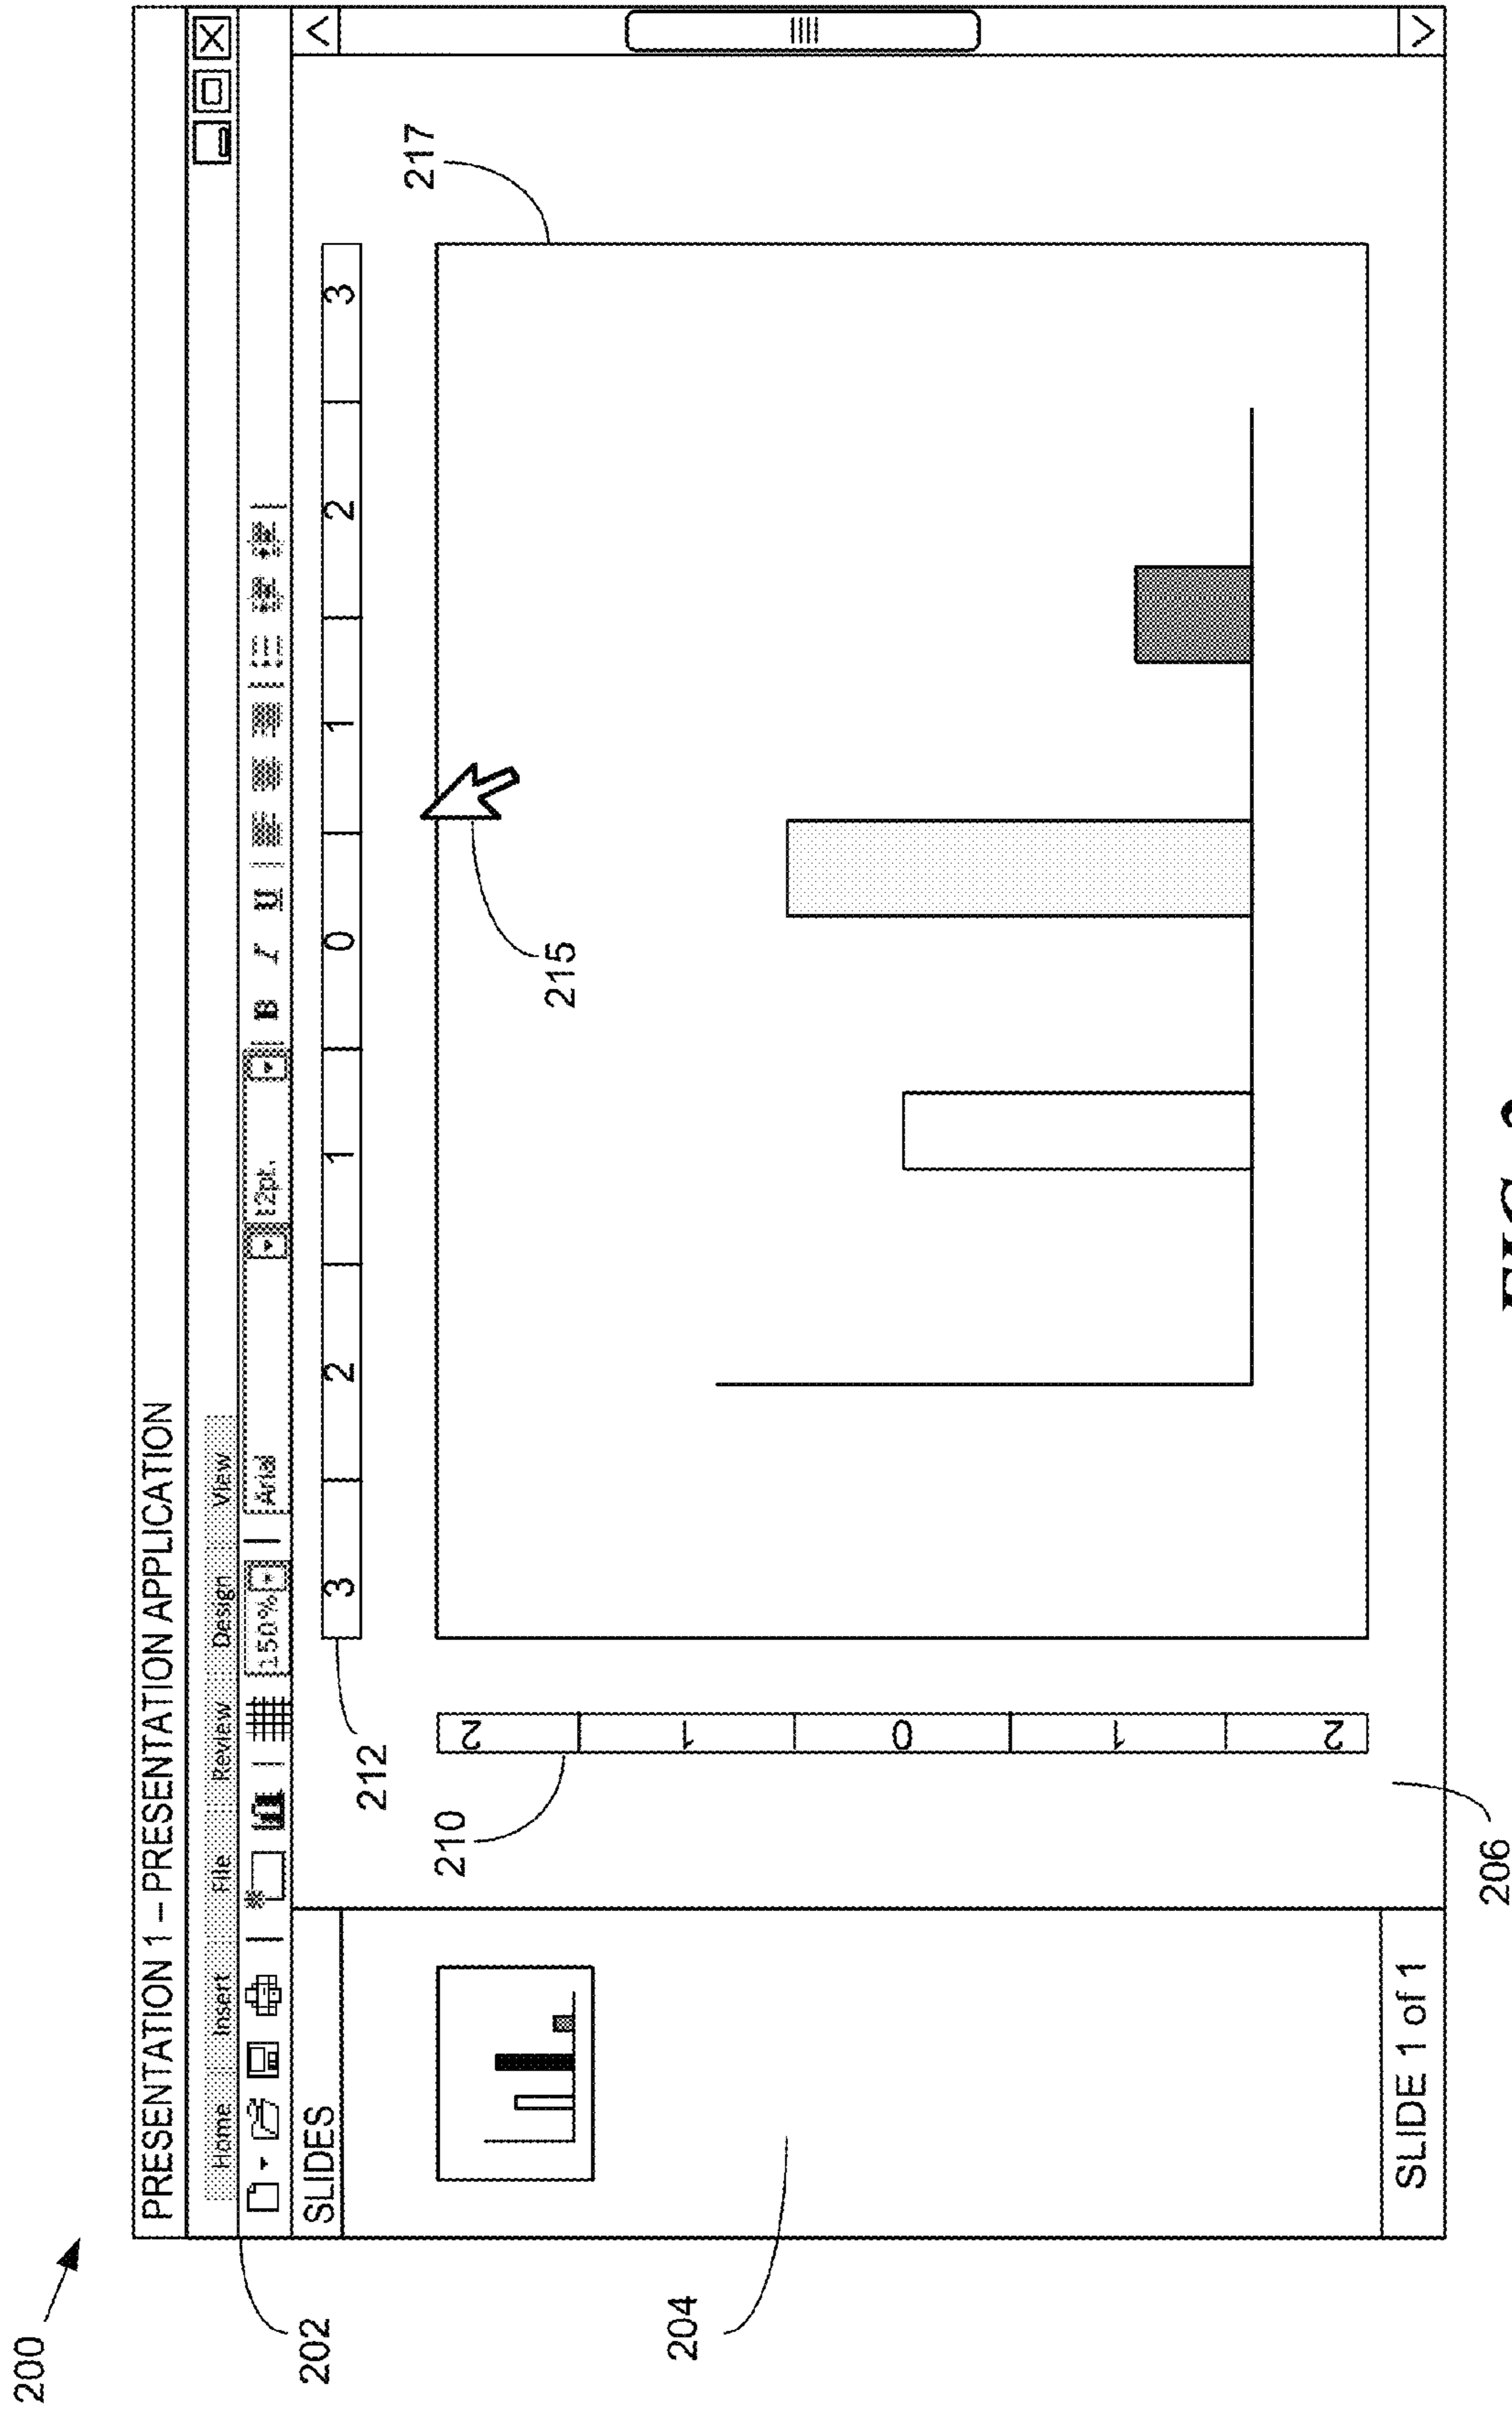 200
PRESENTATION 1 – PRESENTATION APPLICATION
202
Home Insert File Review Design View
150% Arial 12pt. B I U
SLIDES
212
3 2 1 0 1 2 3
217
210
2
1
0
1
2
215
204
SLIDE 1 of 1
206